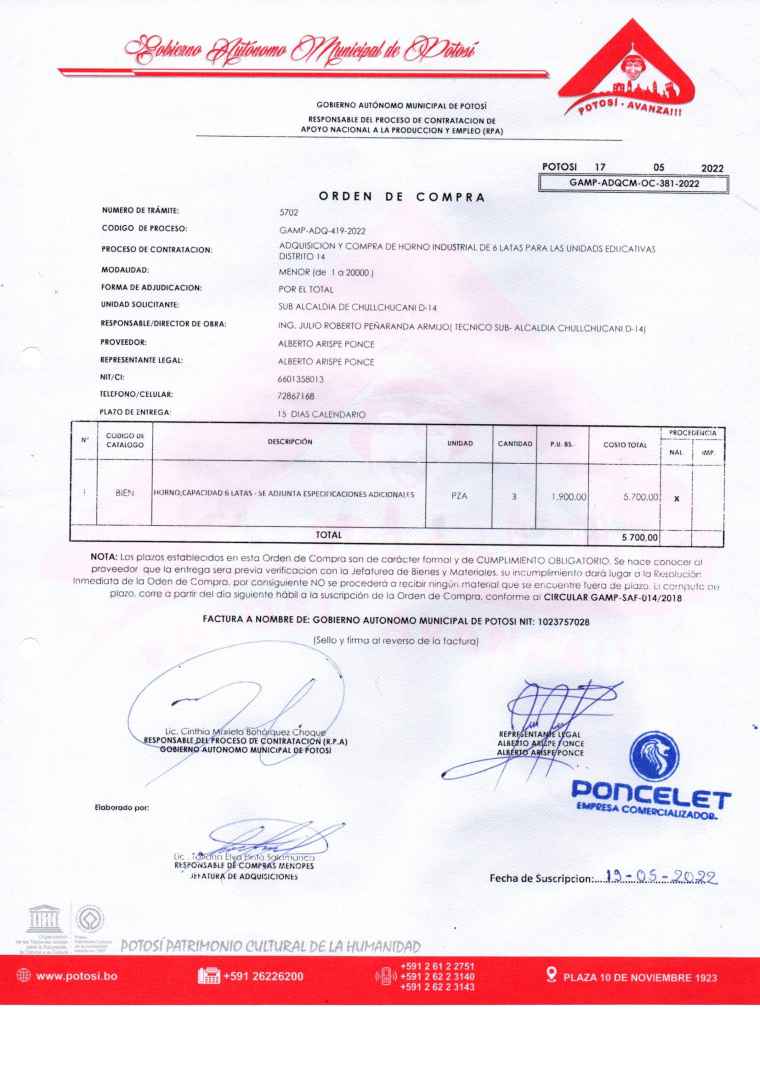 Gobierno Autónomo Municipal de Potosí
POTOSÍ - AVANZA!!!
GOBIERNO AUTÓNOMO MUNICIPAL DE POTOSÍ
RESPONSABLE DEL PROCESO DE CONTRATACION DE
APOYO NACIONAL A LA PRODUCCION Y EMPLEO (RPA)
POTOSI 17 05 2022
GAMP-ADQCM-OC-381-2022
ORDEN DE COMPRA
NÚMERO DE TRÁMITE: 5702
CODIGO DE PROCESO: GAMP-ADQ-419-2022
PROCESO DE CONTRATACION: ADQUISICION Y COMPRA DE HORNO INDUSTRIAL DE 6 LATAS PARA LAS UNIDADS EDUCATIVAS
DISTRITO 14
MODALIDAD: MENOR (de 1 a 20000 )
FORMA DE ADJUDICACION: POR EL TOTAL
UNIDAD SOLICITANTE: SUB ALCALDIA DE CHULLCHUCANI D-14
RESPONSABLE/DIRECTOR DE OBRA: ING. JULIO ROBERTO PEÑARANDA ARMIJO( TECNICO SUB- ALCALDIA CHULLCHUCANI D-14)
PROVEEDOR: ALBERTO ARISPE PONCE
REPRESENTANTE LEGAL: ALBERTO ARISPE PONCE
NIT/CI: 6601358013
TELEFONO/CELULAR: 72867168
PLAZO DE ENTREGA: 15 DIAS CALENDARIO
N° CODIGO DE CATALOGO DESCRIPCIÓN UNIDAD CANTIDAD P.U. BS. COSTO TOTAL PROCEDENCIA
NAL. IMP.
1 BIEN HORNO;CAPACIDAD 6 LATAS - SE ADJUNTA ESPECIFICACIONES ADICIONALES PZA 3 1.900,00 5.700,00 X
TOTAL 5.700,00
NOTA: Los plazos establecidos en esta Orden de Compra son de carácter formal y de CUMPLIMIENTO OBLIGATORIO. Se hace conocer al
proveedor que la entrega sera previa verificación con la Jefaturea de Bienes y Materiales, su incumplimiento dará lugar a la Resolución
Inmediata de la Oden de Compra, por consiguiente NO se procederá a recibir ningún material que se encuentre fuera de plazo. El computo de
plazo, corre a partir del día siguiente hábil a la suscripción de la Orden de Compra, conforme al CIRCULAR GAMP-SAF-014/2018
FACTURA A NOMBRE DE: GOBIERNO AUTONOMO MUNICIPAL DE POTOSI NIT: 1023757028
(Sello y firma al reverso de la factura)
Lic. Cinthia Mariela Bohorquez Choque
RESPONSABLE DEL PROCESO DE CONTRATACION (R.P.A)
GOBIERNO AUTONOMO MUNICIPAL DE POTOSI
REPRESENTANTE LEGAL
ALBERTO ARIZPE PONCE
ALBERTO ARISPE PONCE
PONCELET
EMPRESA COMERCIALIZADOR.
Elaborado por:
Lic. Tatiana Elva Pinto Salamanca
RESPONSABLE DE COMPRAS MENORES
JEFATURA DE ADQUISICIONES
Fecha de Suscripcion:....19-05-2022
POTOSÍ PATRIMONIO CULTURAL DE LA HUMANIDAD
www.potosi.bo
+591 26226200
+591 2 61 2 2751
+591 2 62 2 3140
+591 2 62 2 3143
PLAZA 10 DE NOVIEMBRE 1923